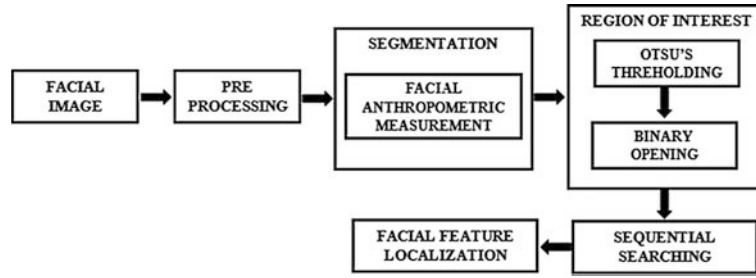 FACIAL
IMAGE
PRE
PROCESSING
SEGMENTATION
FACIAL
ANTHROPOMETRIC
MEASUREMENT
REGION OF INTEREST
OTSU'S
THREHOLDING
BINARY
OPENING
SEQUENTIAL
SEARCHING
FACIAL FEATURE
LOCALIZATION